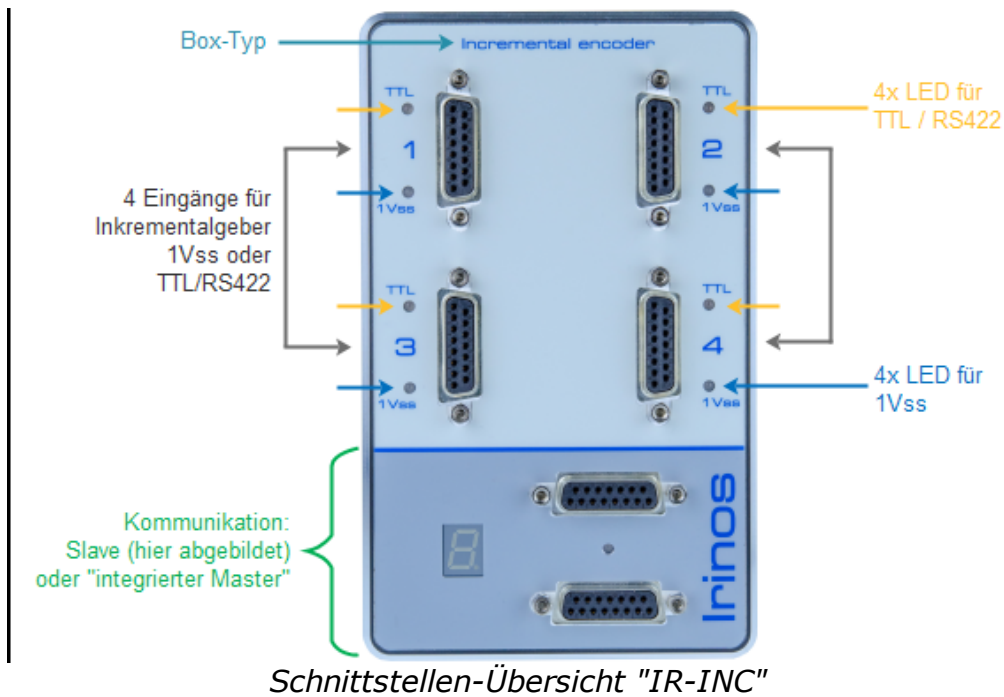 Box-Typ
Incremental encoder
TTL
TTL
4x LED für
TTL / RS422
1
2
4 Eingänge für
Inkrementalgeber
1Vss oder
TTL/RS422
1Vss
1Vss
TTL
TTL
3
4
4x LED für
1Vss
1Vss
1Vss
Kommunikation:
Slave (hier abgebildet)
oder "integrierter Master"
8.
Irinos
Schnittstellen-Übersicht "IR-INC"